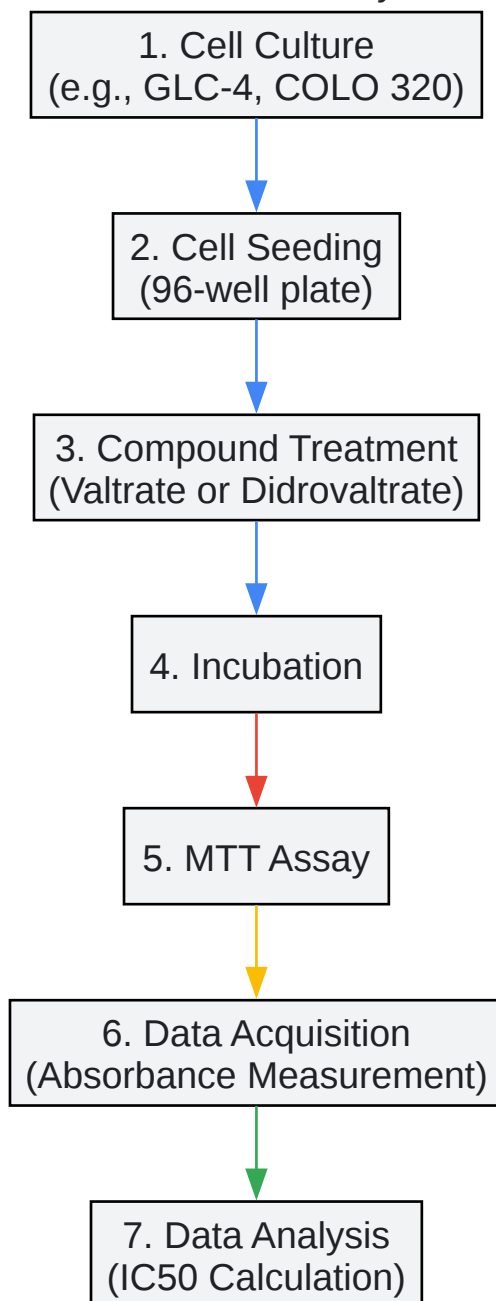 1. Cell Culture
(e.g., GLC-4, COLO 320)
2. Cell Seeding
(96-well plate)
3. Compound Treatment
(Valtrate or Didrovaltrate)
4. Incubation
5. MTT Assay
6. Data Acquisition
(Absorbance Measurement)
7. Data Analysis
(IC50 Calculation)